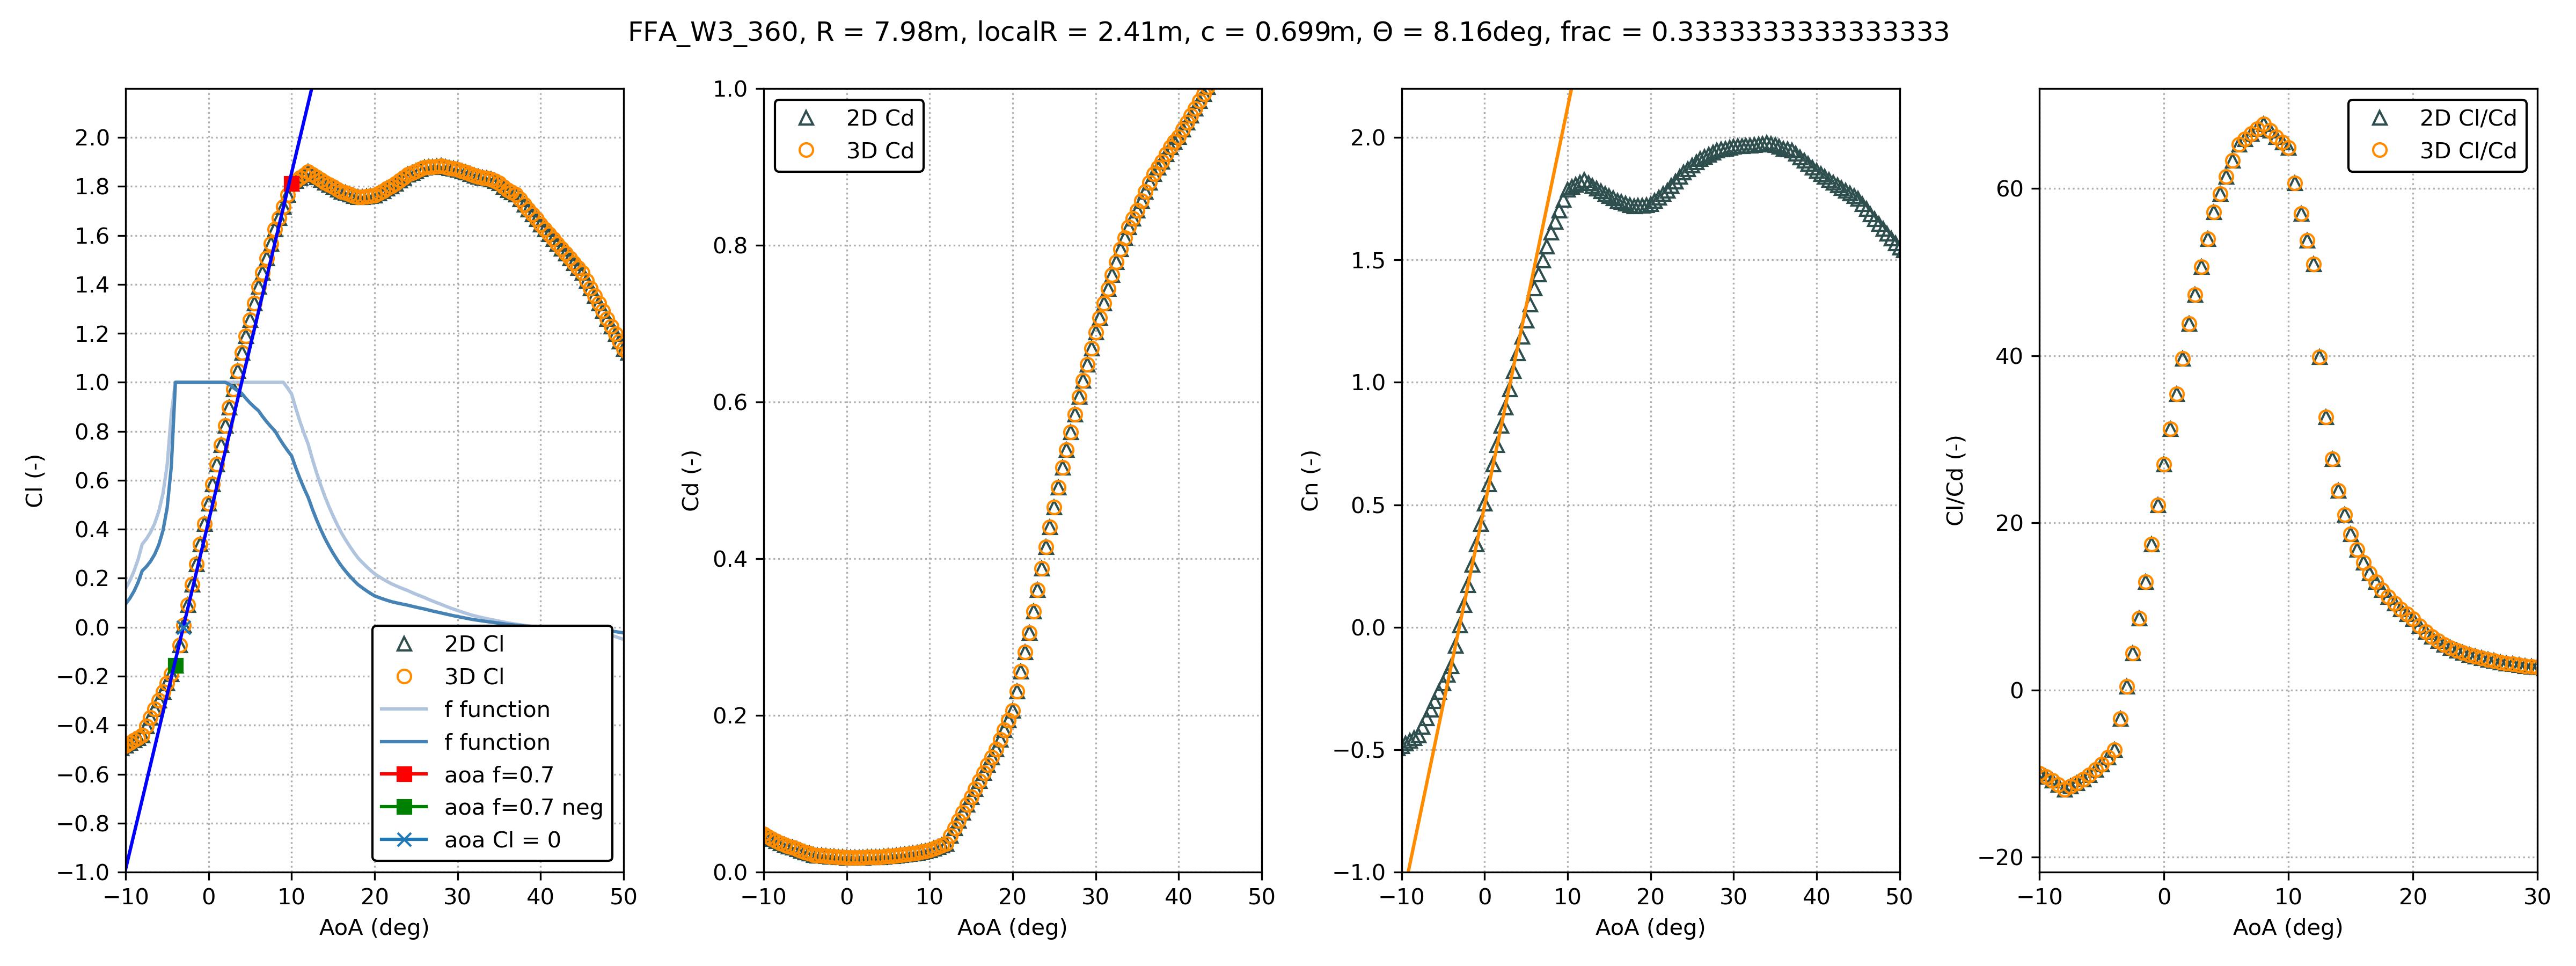 FFA_W3_360, R = 7.98m, localR = 2.41m, c = 0.699m, Θ = 8.16deg, frac = 0.3333333333333333
2.0
1.8
1.6
1.4
1.2
1.0
0.8
0.6
0.4
0.2
0.0
−0.2
−0.4
−0.6
−0.8
−1.0
Cl (-)
−10 0 10 20 30 40 50
AoA (deg)
2D Cl
3D Cl
f function
f function
aoa f=0.7
aoa f=0.7 neg
aoa Cl = 0
1.0
0.8
0.6
0.4
0.2
0.0
Cd (-)
−10 0 10 20 30 40 50
AoA (deg)
2D Cd
3D Cd
2.0
1.5
1.0
0.5
0.0
−0.5
−1.0
Cn (-)
−10 0 10 20 30 40 50
AoA (deg)
60
40
20
0
−20
Cl/Cd (-)
−10 0 10 20 30
AoA (deg)
2D Cl/Cd
3D Cl/Cd